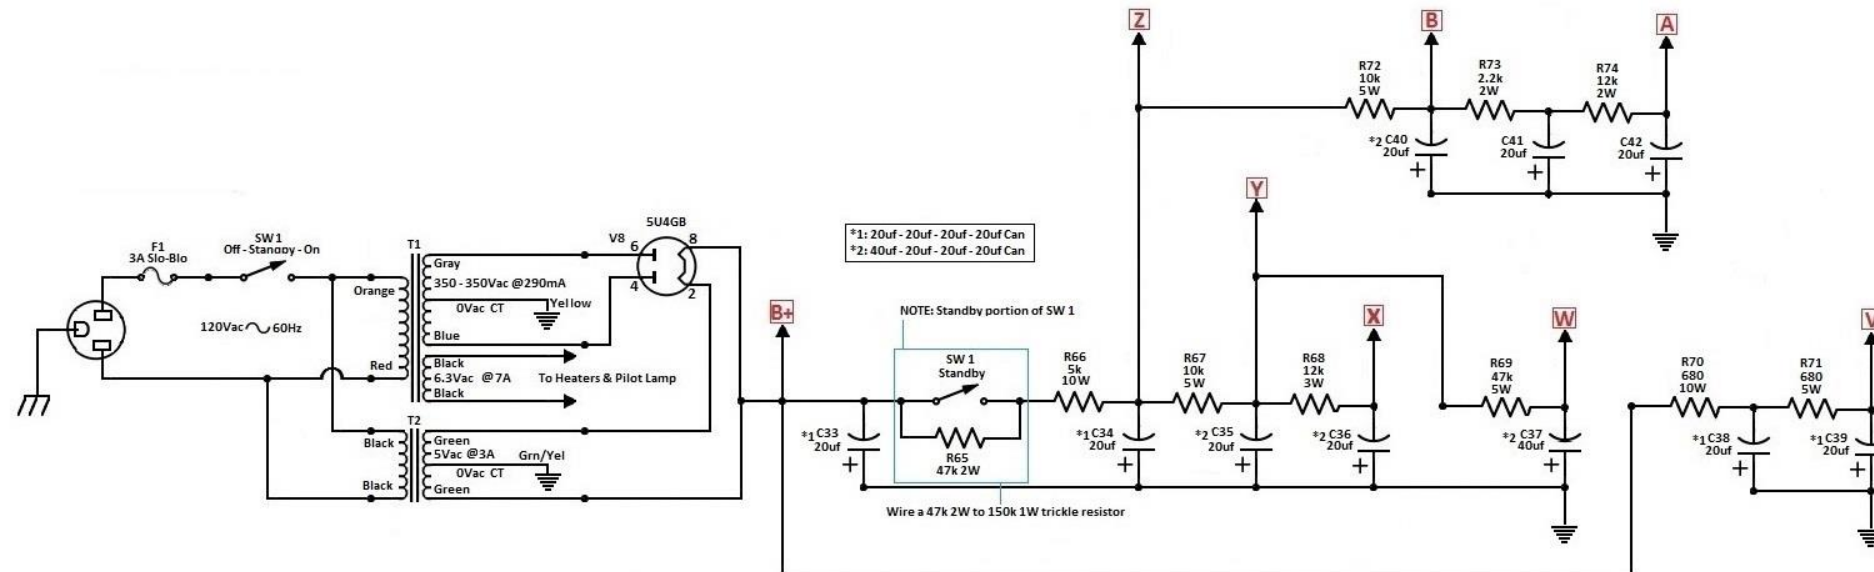 Z
B
A
R72
10k
5W
R73
2.2k
2W
R74
12k
2W
*2 C40
20uf
+
C41
20uf
+
C42
20uf
+
F1
3A Slo-Blo
SW1
Off - Standby - On
120Vac 60Hz
Orange
Red
T1
Gray
350 - 350Vac @290mA
0Vac CT
Yellow
Blue
Black
6.3Vac @7A
Black
To Heaters & Pilot Lamp
T2
Black
Black
Green
5Vac @3A
0Vac CT
Green
Grn/Yel
5U4GB
V8
6
8
4
2
*1: 20uf - 20uf - 20uf - 20uf Can
*2: 40uf - 20uf - 20uf - 20uf Can
B+
NOTE: Standby portion of SW 1
SW 1
Standby
R65
47k 2W
Wire a 47k 2W to 150k 1W trickle resistor
*1 C33
20uf
+
R66
5k
10W
*1 C34
20uf
+
R67
10k
5W
Y
*2 C35
20uf
+
R68
12k
3W
X
*2 C36
20uf
+
R69
47k
5W
W
*2 C37
40uf
+
R70
680
10W
*1 C38
20uf
+
R71
680
5W
V
*1 C39
20uf
+